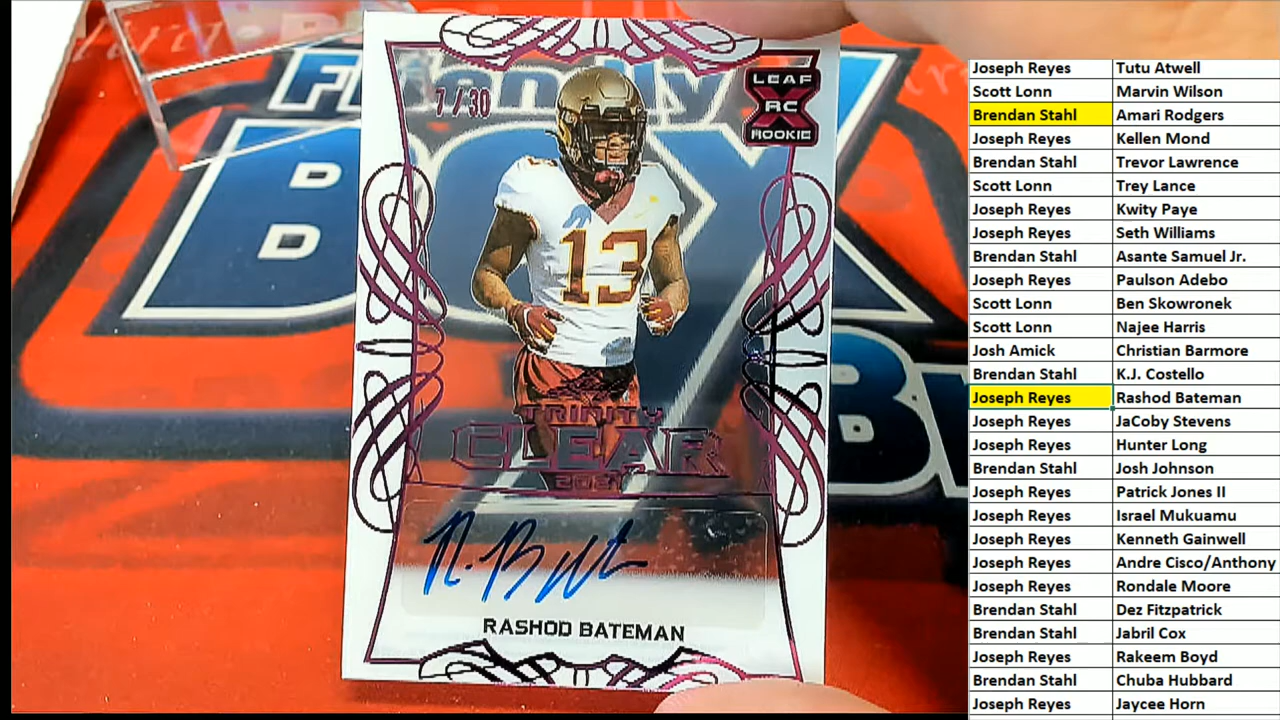 Friendly
BOX
By
7/30
LEAF
RC
ROOKIE
13
TRINITY
CLEAR
2021
R. Bateman
RASHOD BATEMAN
Joseph Reyes Tutu Atwell
Scott Lonn Marvin Wilson
Brendan Stahl Amari Rodgers
Joseph Reyes Kellen Mond
Brendan Stahl Trevor Lawrence
Scott Lonn Trey Lance
Joseph Reyes Kwity Paye
Joseph Reyes Seth Williams
Brendan Stahl Asante Samuel Jr.
Joseph Reyes Paulson Adebo
Scott Lonn Ben Skowronek
Scott Lonn Najee Harris
Josh Amick Christian Barmore
Brendan Stahl K.J. Costello
Joseph Reyes Rashod Bateman
Joseph Reyes JaCoby Stevens
Joseph Reyes Hunter Long
Brendan Stahl Josh Johnson
Joseph Reyes Patrick Jones II
Joseph Reyes Israel Mukuamu
Joseph Reyes Kenneth Gainwell
Joseph Reyes Andre Cisco/Anthony
Joseph Reyes Rondale Moore
Brendan Stahl Dez Fitzpatrick
Brendan Stahl Jabril Cox
Joseph Reyes Rakeem Boyd
Brendan Stahl Chuba Hubbard
Joseph Reyes Jaycee Horn